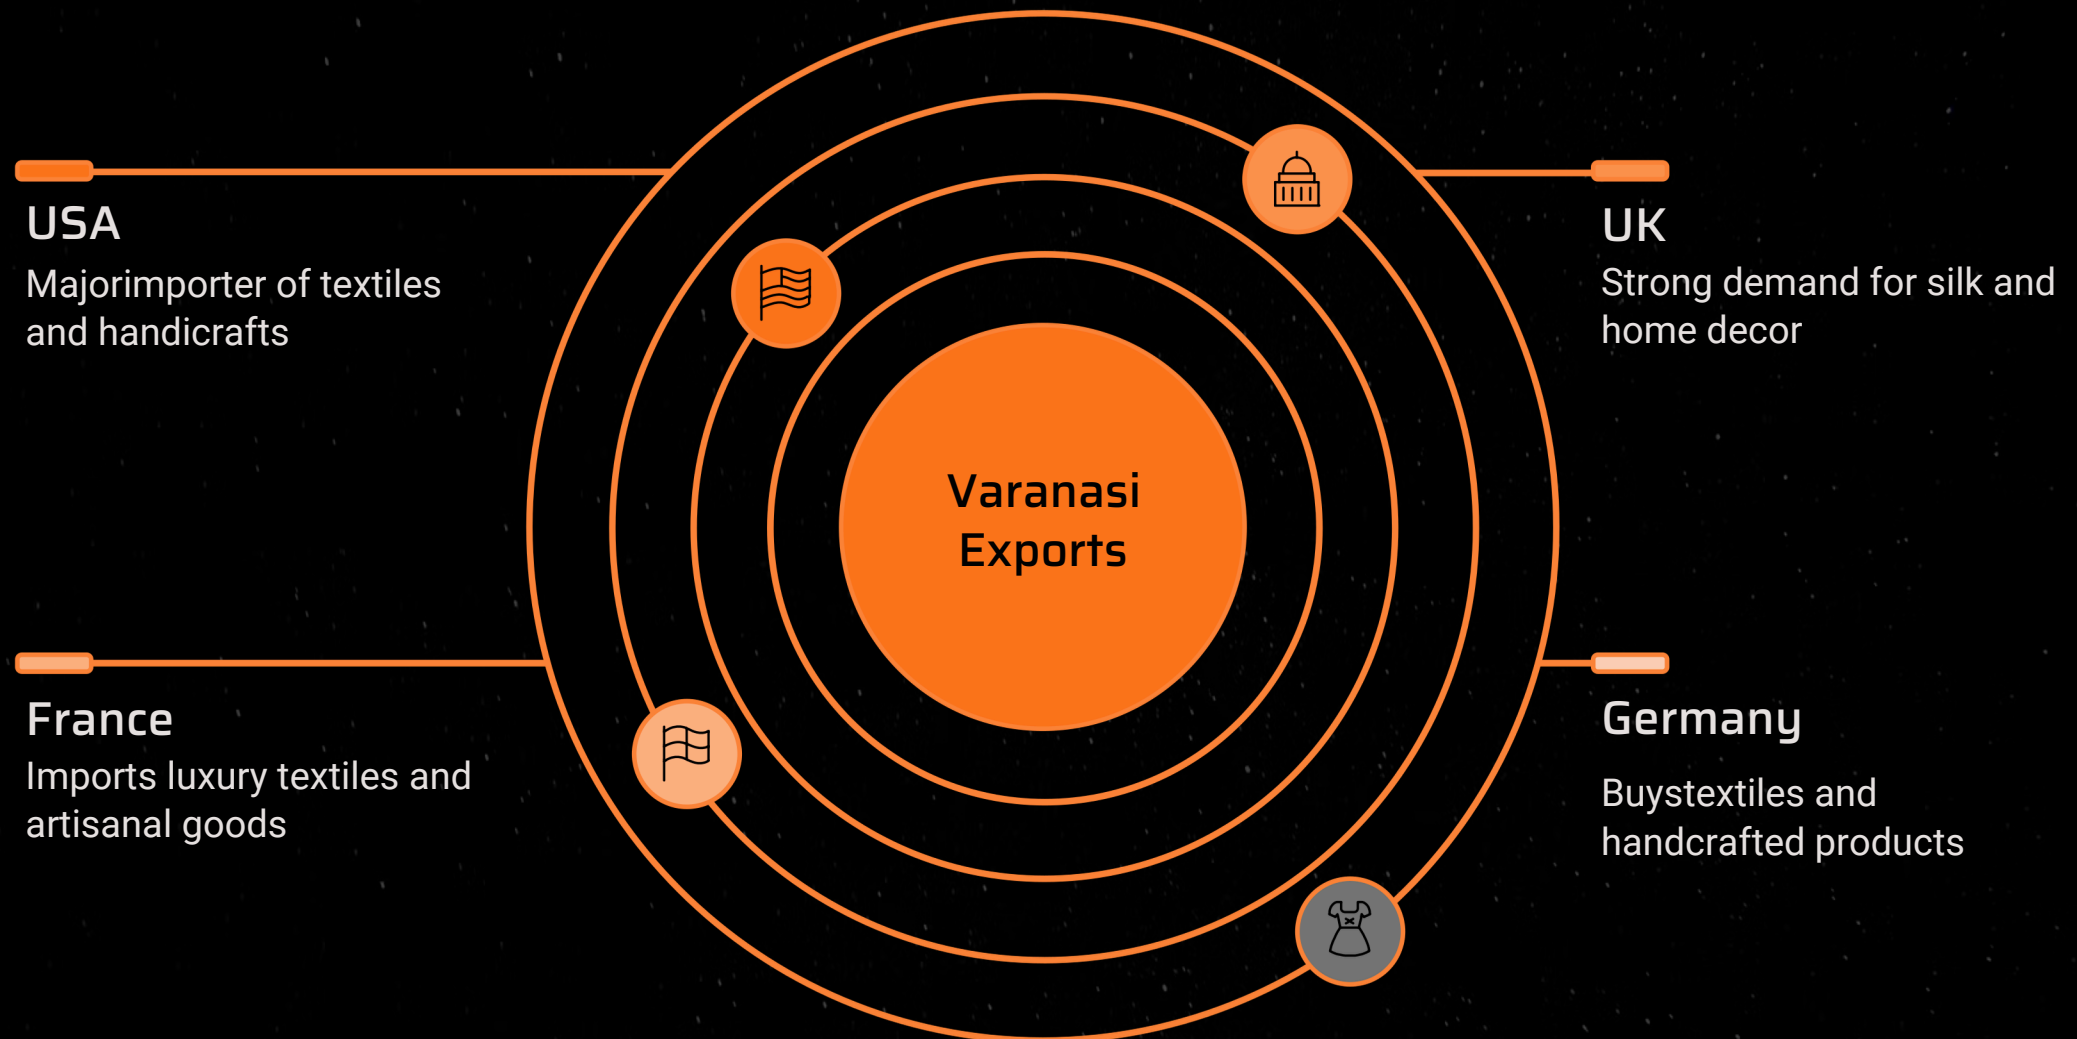 USA
Majorimporter of textiles
and handicrafts
UK
Strong demand for silk and
home decor
Varanasi
Exports
France
Imports luxury textiles and
artisanal goods
Germany
Buystextiles and
handcrafted products